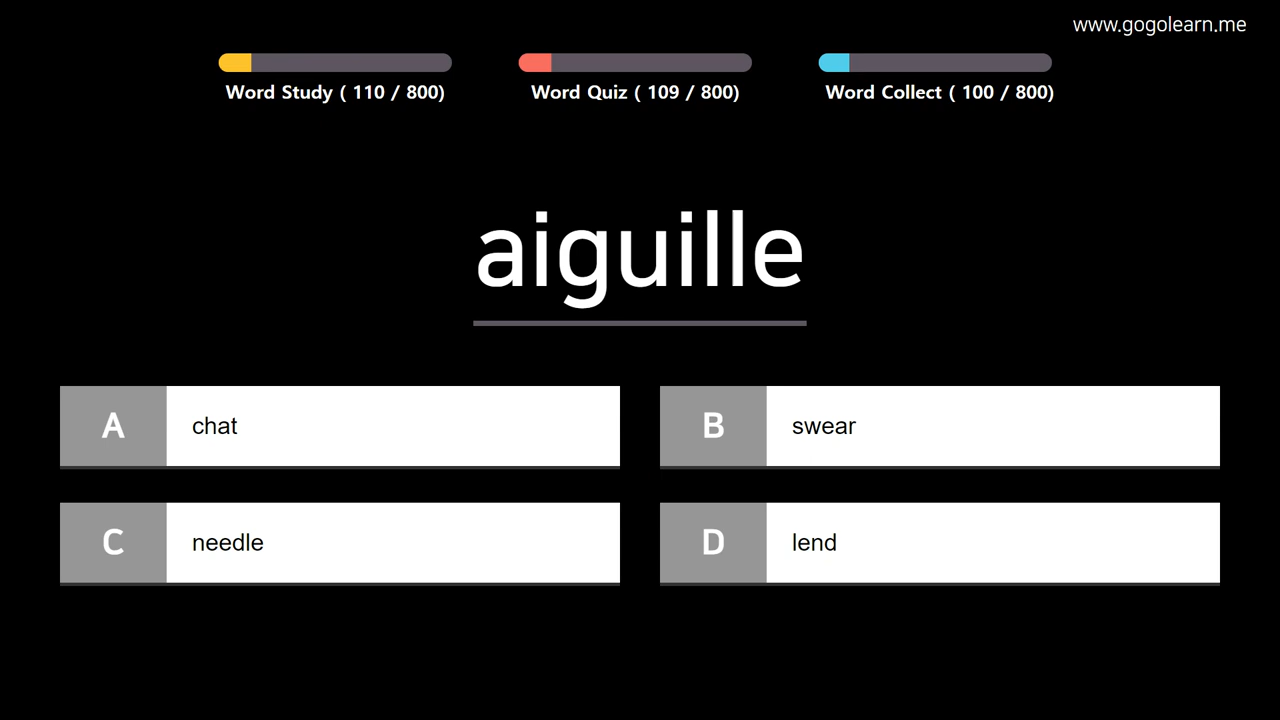 www.gogolearn.me
Word Study ( 110 / 800)
Word Quiz ( 109 / 800)
Word Collect ( 100 / 800)
aiguille
A chat
B swear
C needle
D lend